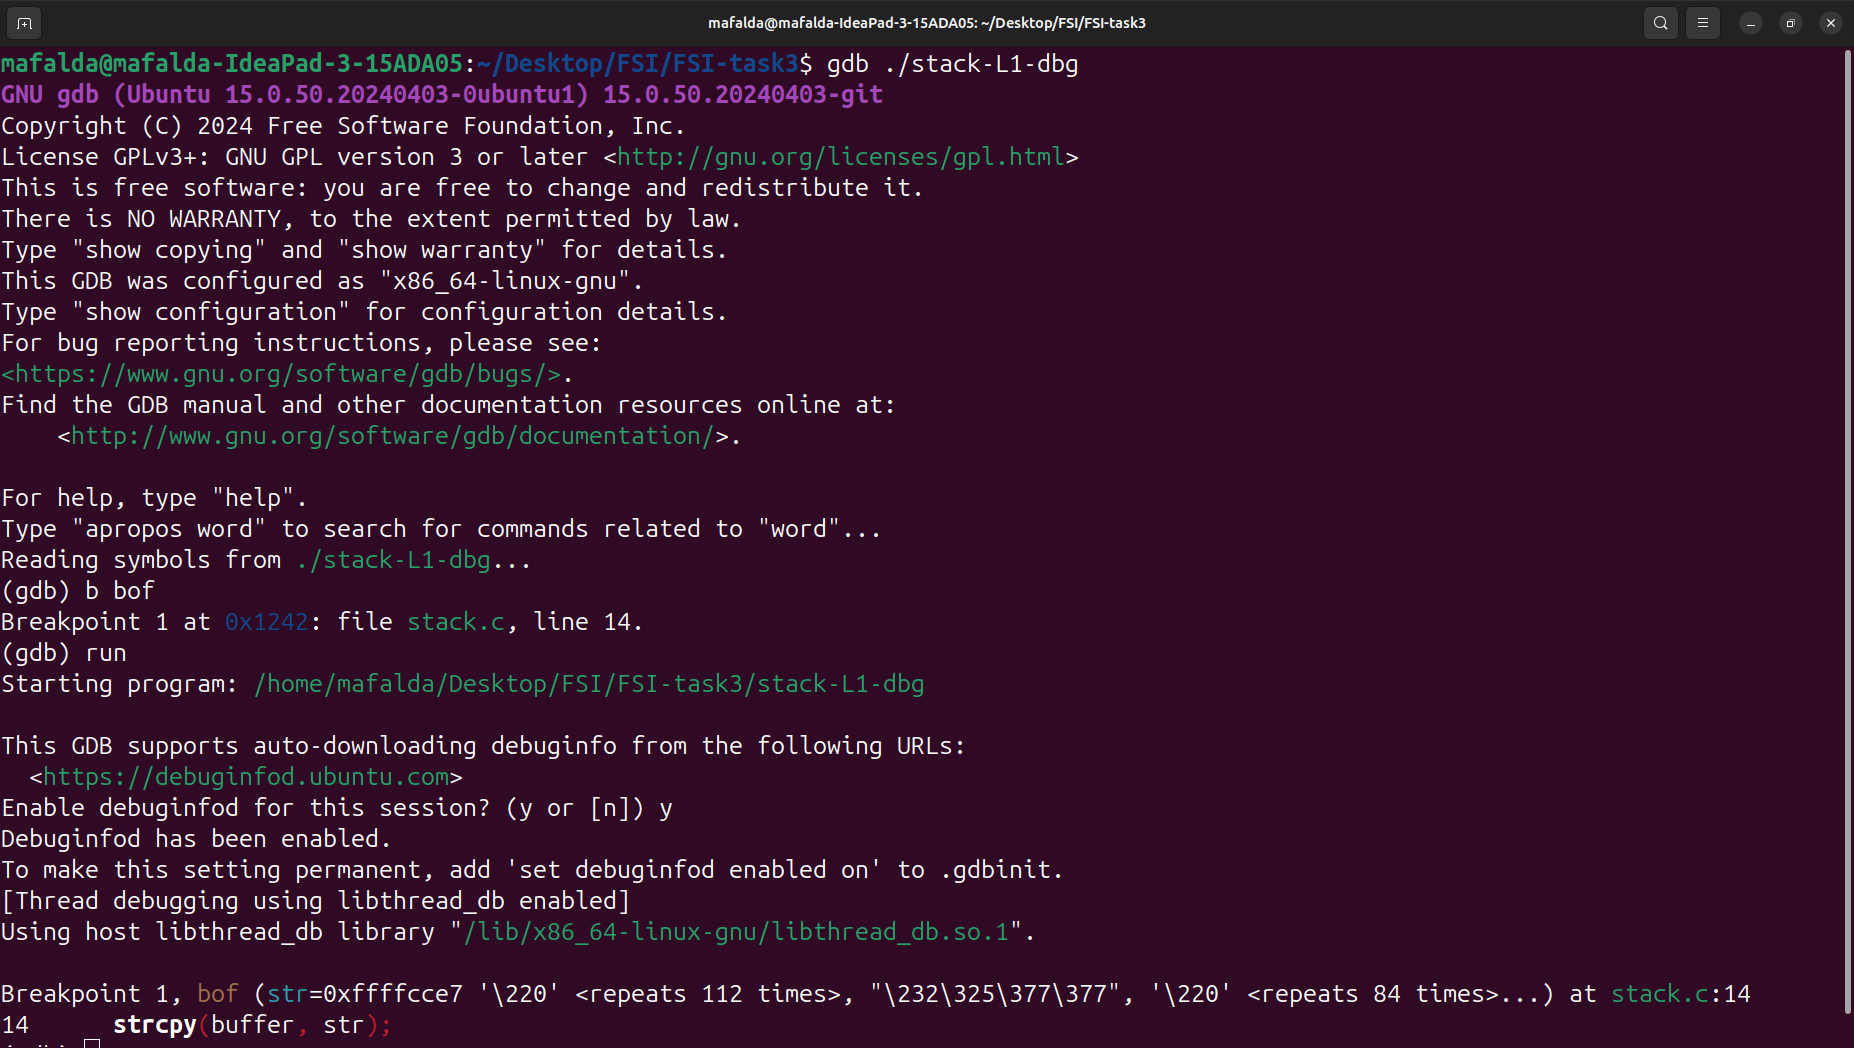 mafalda@mafalda-IdeaPad-3-15ADA05: ~/Desktop/FSI/FSI-task3
mafalda@mafalda-IdeaPad-3-15ADA05:~/Desktop/FSI/FSI-task3$ gdb ./stack-L1-dbg
GNU gdb (Ubuntu 15.0.50.20240403-0ubuntu1) 15.0.50.20240403-git
Copyright (C) 2024 Free Software Foundation, Inc.
License GPLv3+: GNU GPL version 3 or later <http://gnu.org/licenses/gpl.html>
This is free software: you are free to change and redistribute it.
There is NO WARRANTY, to the extent permitted by law.
Type "show copying" and "show warranty" for details.
This GDB was configured as "x86_64-linux-gnu".
Type "show configuration" for configuration details.
For bug reporting instructions, please see:
<https://www.gnu.org/software/gdb/bugs/>.
Find the GDB manual and other documentation resources online at:
    <http://www.gnu.org/software/gdb/documentation/>.
For help, type "help".
Type "apropos word" to search for commands related to "word"...
Reading symbols from ./stack-L1-dbg...
(gdb) b bof
Breakpoint 1 at 0x1242: file stack.c, line 14.
(gdb) run
Starting program: /home/mafalda/Desktop/FSI/FSI-task3/stack-L1-dbg
This GDB supports auto-downloading debuginfo from the following URLs:
  <https://debuginfod.ubuntu.com>
Enable debuginfod for this session? (y or [n]) y
Debuginfod has been enabled.
To make this setting permanent, add 'set debuginfod enabled on' to .gdbinit.
[Thread debugging using libthread_db enabled]
Using host libthread_db library "/lib/x86_64-linux-gnu/libthread_db.so.1".
Breakpoint 1, bof (str=0xffffcce7 '\220' <repeats 112 times>, "\232\325\377\377", '\220' <repeats 84 times>...) at stack.c:14
14      strcpy(buffer, str);